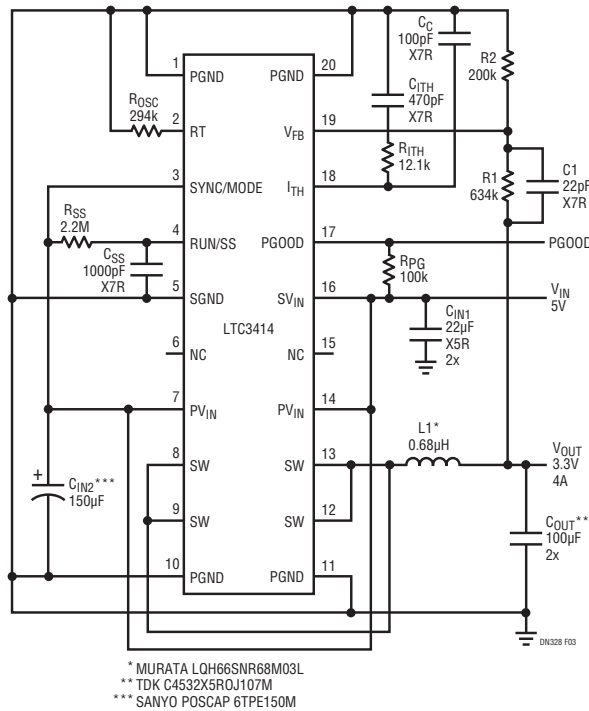 CC
100pF
X7R
R2
200k
1
PGND
PGND
20
ROSC
294k
CITH
470pF
X7R
2
RT
VFB
19
RITH
12.1k
3
SYNC/MODE
ITH
18
R1
634k
C1
22pF
X7R
RSS
2.2M
4
RUN/SS
PGOOD
17
PGOOD
CSS
1000pF
X7R
RPG
100k
5
SGND
SVIN
16
VIN
5V
LTC3414
CIN1
22µF
X5R
2x
6
NC
NC
15
7
PVIN
PVIN
14
L1*
0.68µH
8
SW
SW
13
VOUT
3.3V
4A
+
CIN2***
150µF
9
SW
SW
12
COUT**
100µF
2x
10
PGND
PGND
11
DN328 F03
* MURATA LQH66SNR68M03L
** TDK C4532X5ROJ107M
*** SANYO POSCAP 6TPE150M